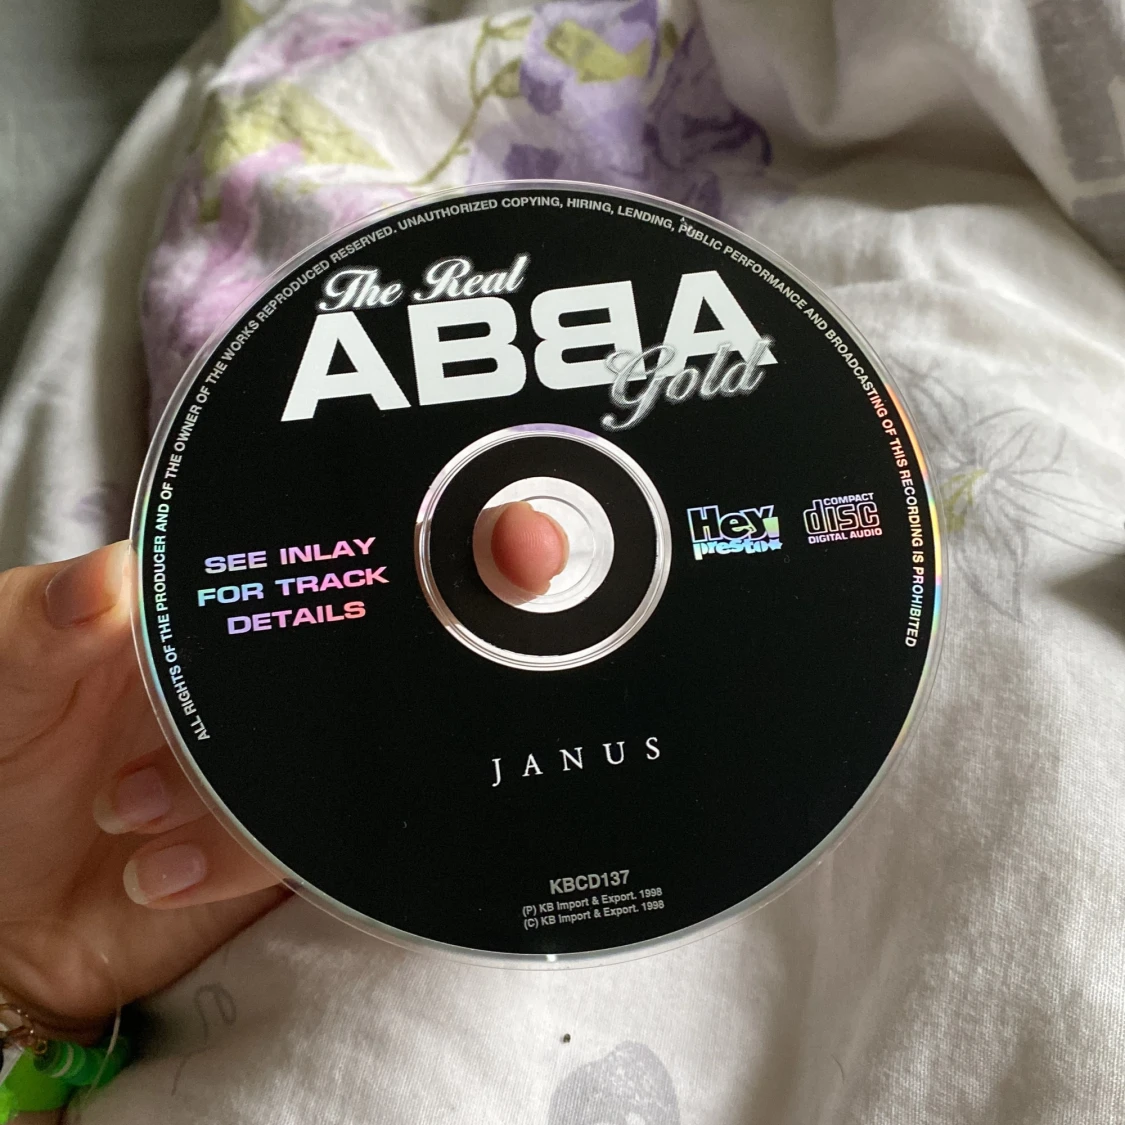 ALL RIGHTS OF THE PRODUCER AND OF THE OWNER OF THE WORKS REPRODUCED RESERVED. UNAUTHORIZED COPYING, HIRING, LENDING, PUBLIC PERFORMANCE AND BROADCASTING OF THIS RECORDING IS PROHIBITED
The Real
ABBA
Gold
SEE INLAY
FOR TRACK
DETAILS
Hey
presto
COMPACT
disc
DIGITAL AUDIO
JANUS
KBCD137
(P) KB Import & Export. 1998
(C) KB Import & Export. 1998